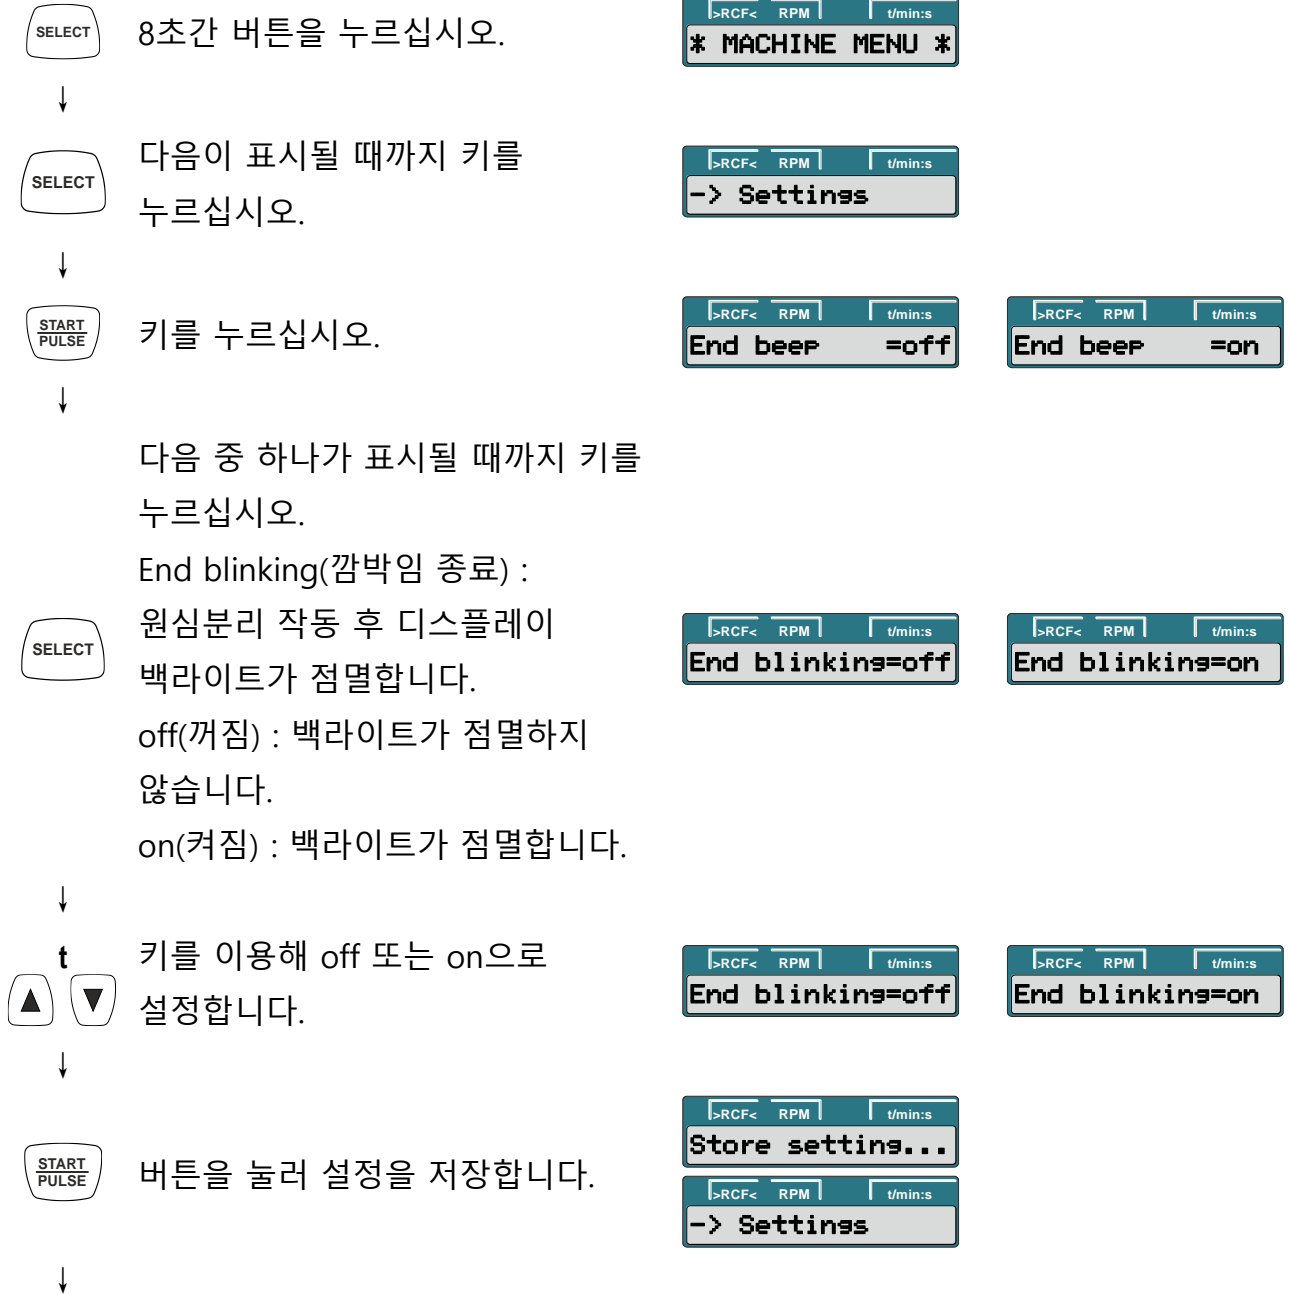 SELECT
8초간 버튼을 누르십시오.
>RCF< RPM t/min:s
* MACHINE MENU *
SELECT
다음이 표시될 때까지 키를
누르십시오.
>RCF< RPM t/min:s
-> Settings
START
PULSE
키를 누르십시오.
>RCF< RPM t/min:s
End beep =off
>RCF< RPM t/min:s
End beep =on
다음 중 하나가 표시될 때까지 키를
누르십시오.
End blinking(깜박임 종료) :
원심분리 작동 후 디스플레이
백라이트가 점멸합니다.
off(꺼짐) : 백라이트가 점멸하지
않습니다.
on(켜짐) : 백라이트가 점멸합니다.
SELECT
>RCF< RPM t/min:s
End blinking=off
>RCF< RPM t/min:s
End blinking=on
t
키를 이용해 off 또는 on으로
설정합니다.
>RCF< RPM t/min:s
End blinking=off
>RCF< RPM t/min:s
End blinking=on
START
PULSE
버튼을 눌러 설정을 저장합니다.
>RCF< RPM t/min:s
Store setting...
>RCF< RPM t/min:s
-> Settings